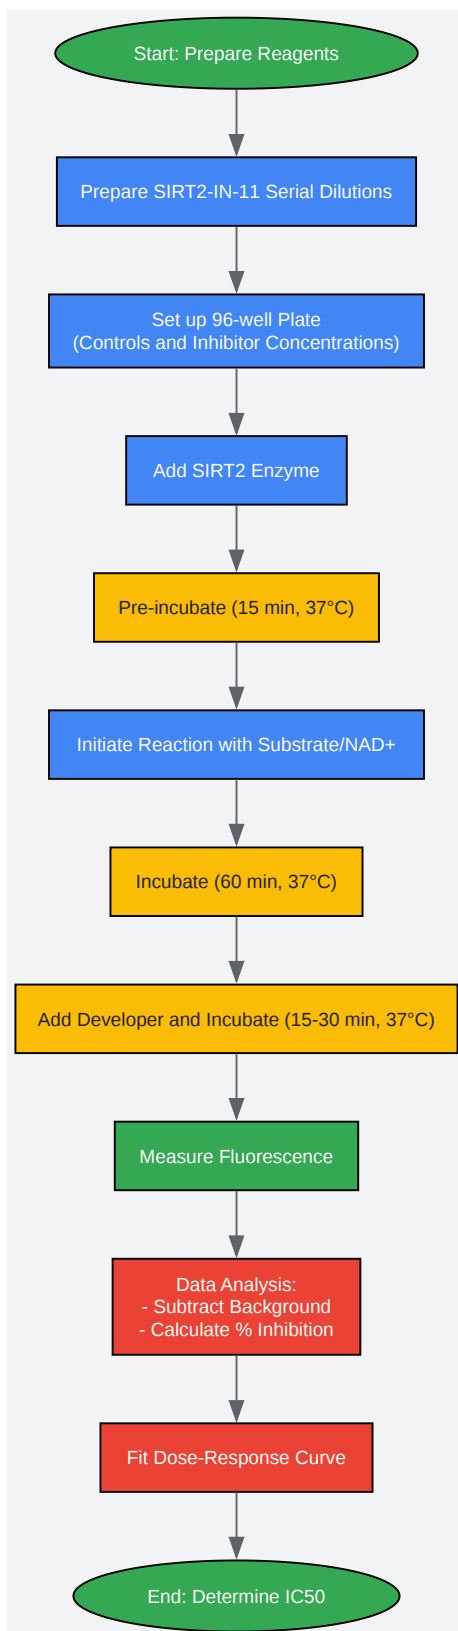 Start: Prepare Reagents
Prepare SIRT2-IN-11 Serial Dilutions
Set up 96-well Plate
(Controls and Inhibitor Concentrations)
Add SIRT2 Enzyme
Pre-incubate (15 min, 37°C)
Initiate Reaction with Substrate/NAD+
Incubate (60 min, 37°C)
Add Developer and Incubate (15-30 min, 37°C)
Measure Fluorescence
Data Analysis:
- Subtract Background
- Calculate % Inhibition
Fit Dose-Response Curve
End: Determine IC50